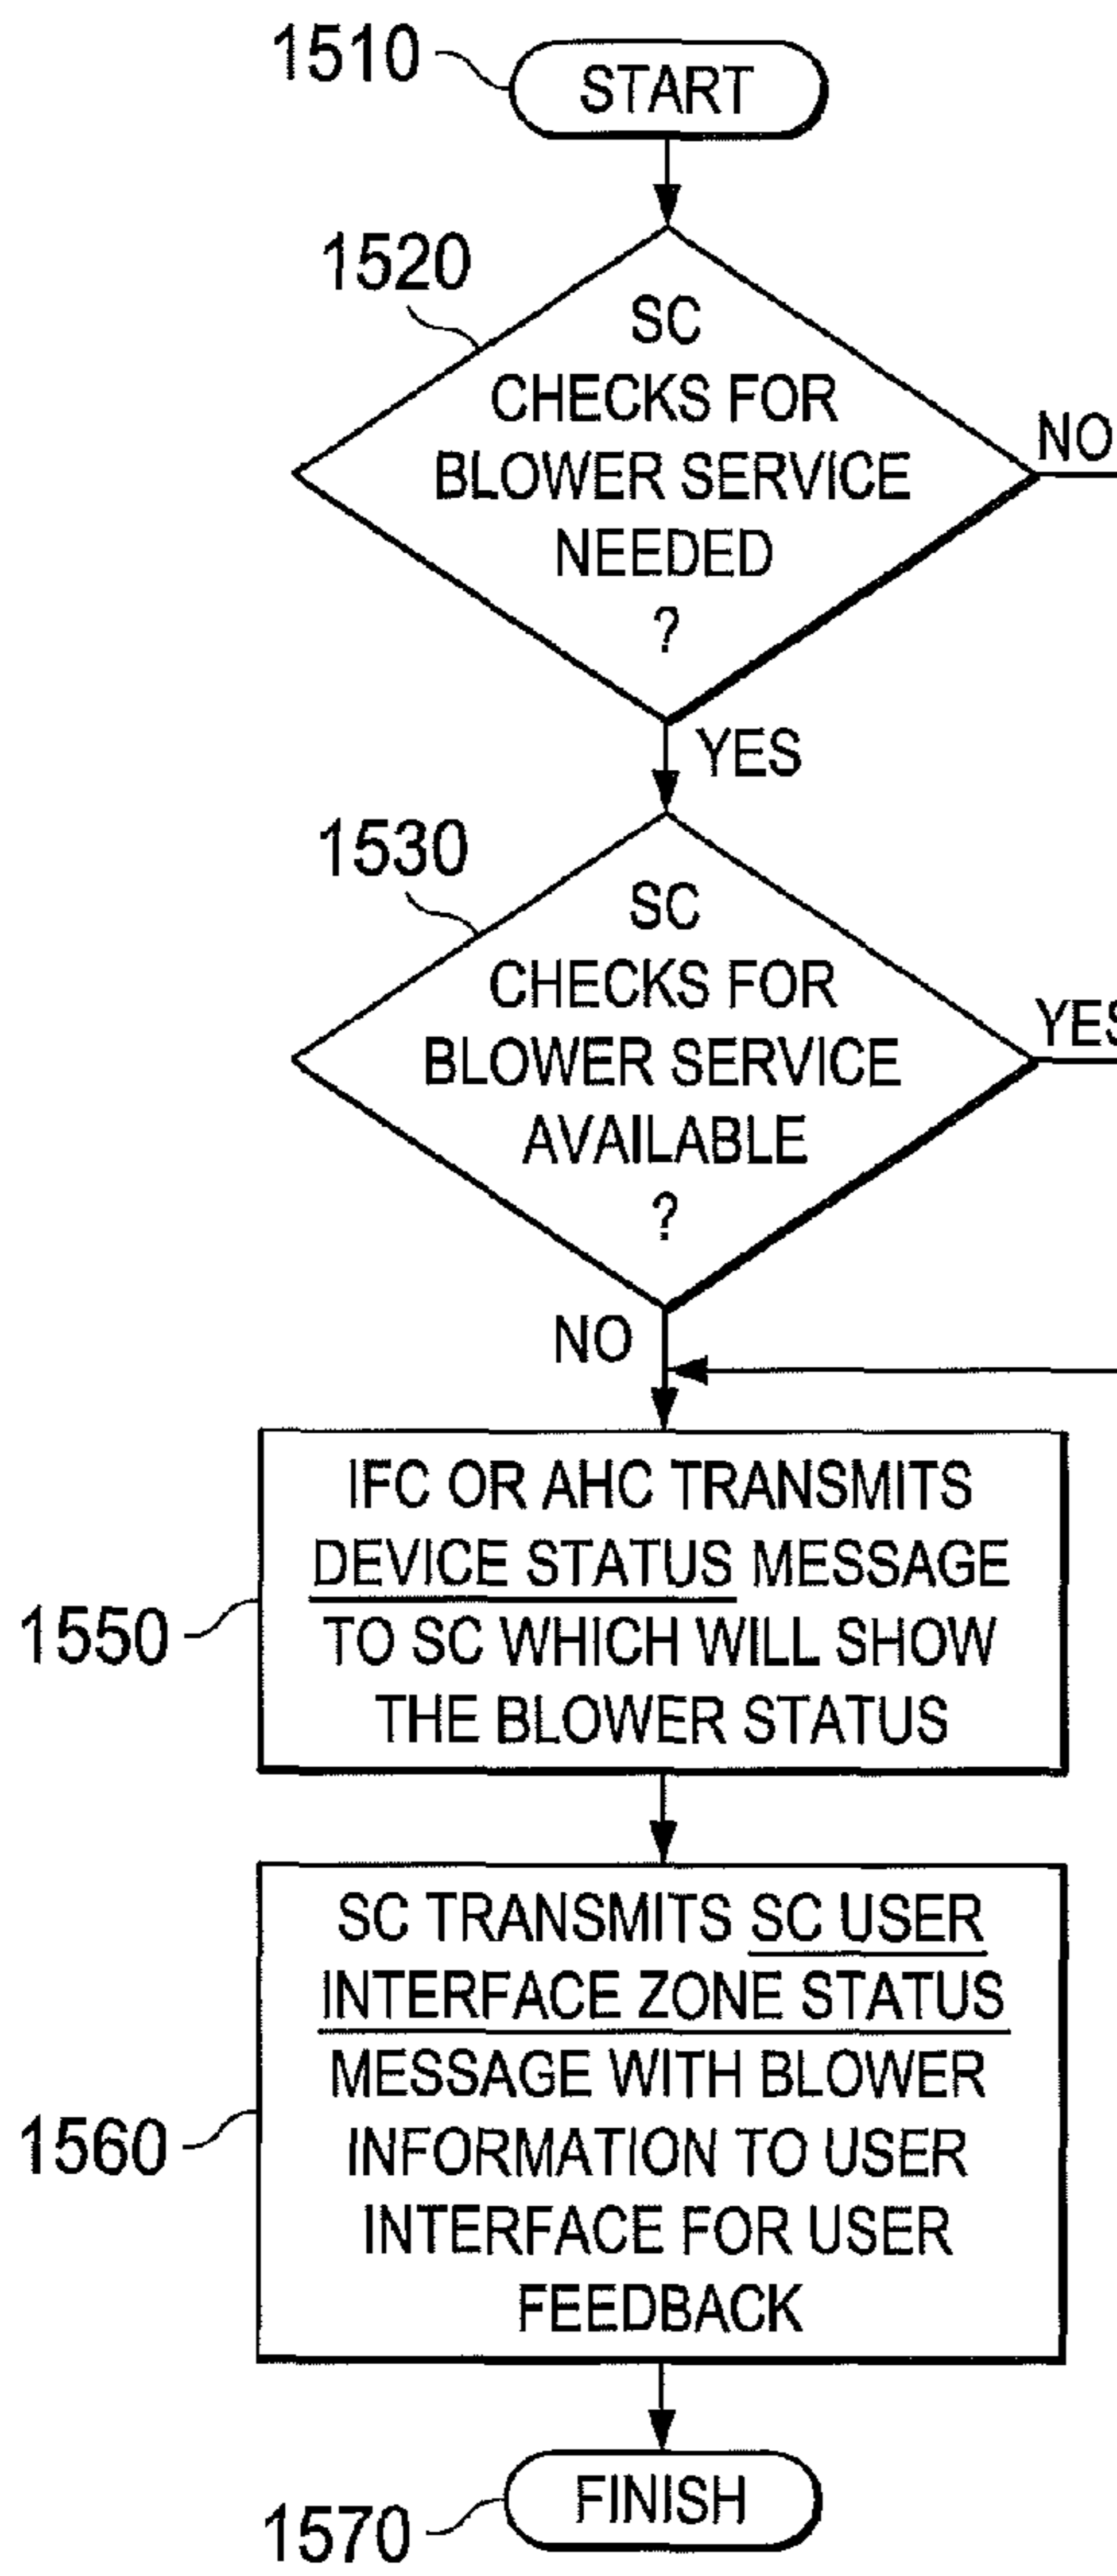 1510
START
1520
SC
CHECKS FOR
BLOWER SERVICE
NEEDED
?
NO
YES
1530
SC
CHECKS FOR
BLOWER SERVICE
AVAILABLE
?
YES
NO
1550
IFC OR AHC TRANSMITS
DEVICE STATUS MESSAGE
TO SC WHICH WILL SHOW
THE BLOWER STATUS
1560
SC TRANSMITS SC USER
INTERFACE ZONE STATUS
MESSAGE WITH BLOWER
INFORMATION TO USER
INTERFACE FOR USER
FEEDBACK
1570
FINISH